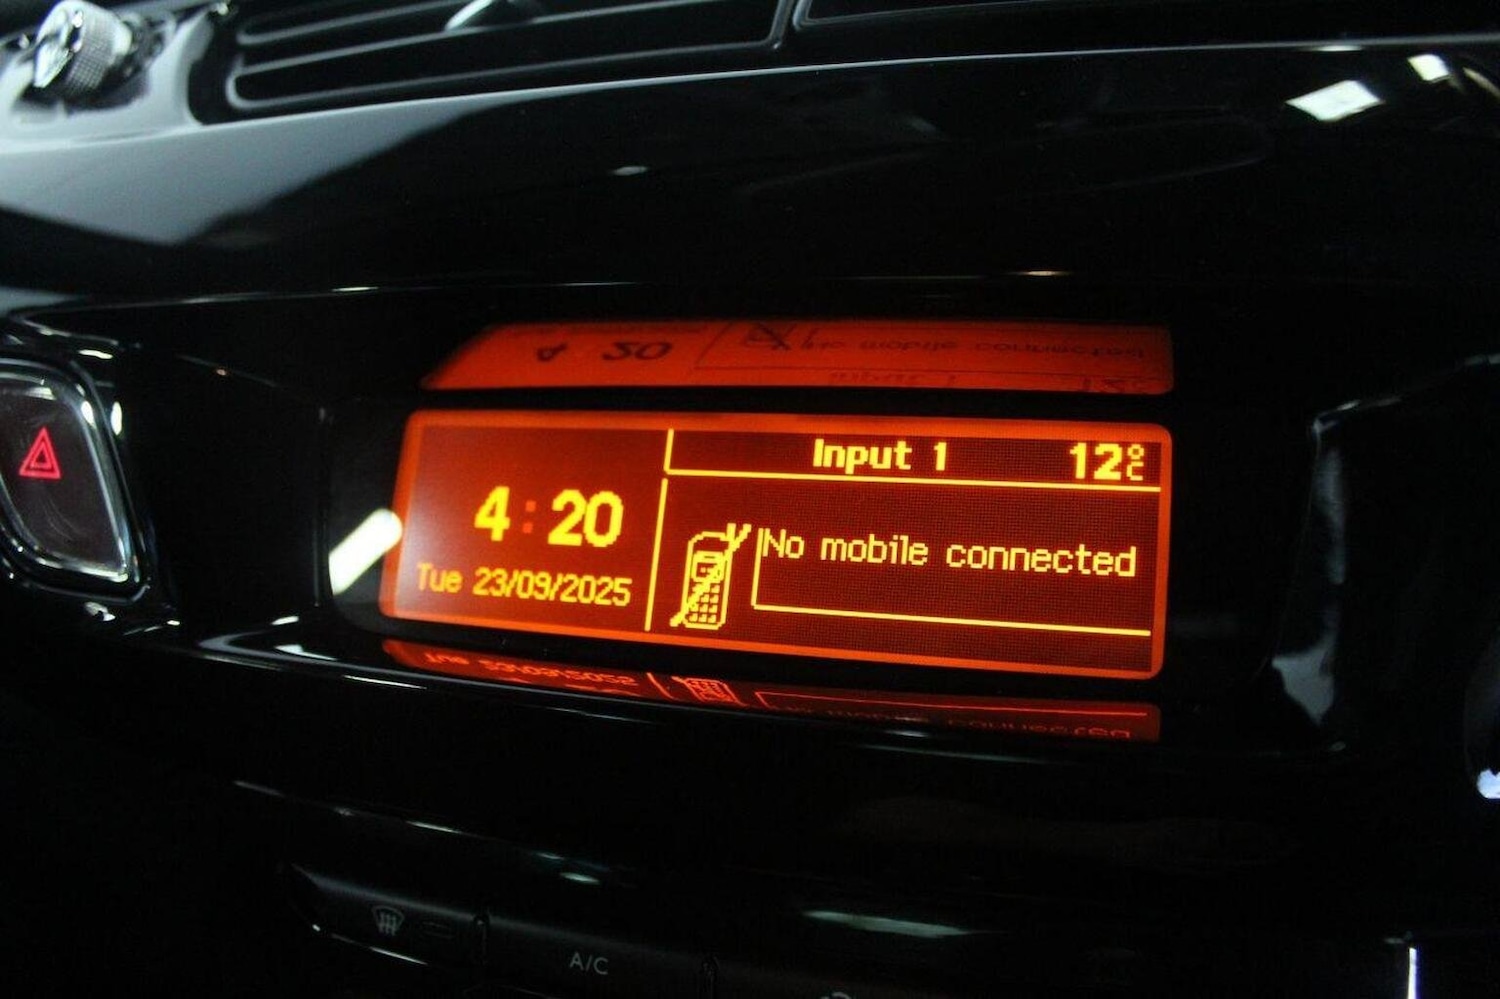 Input 1 12°C
4:20
No mobile connected
Tue 23/09/2025
A/C